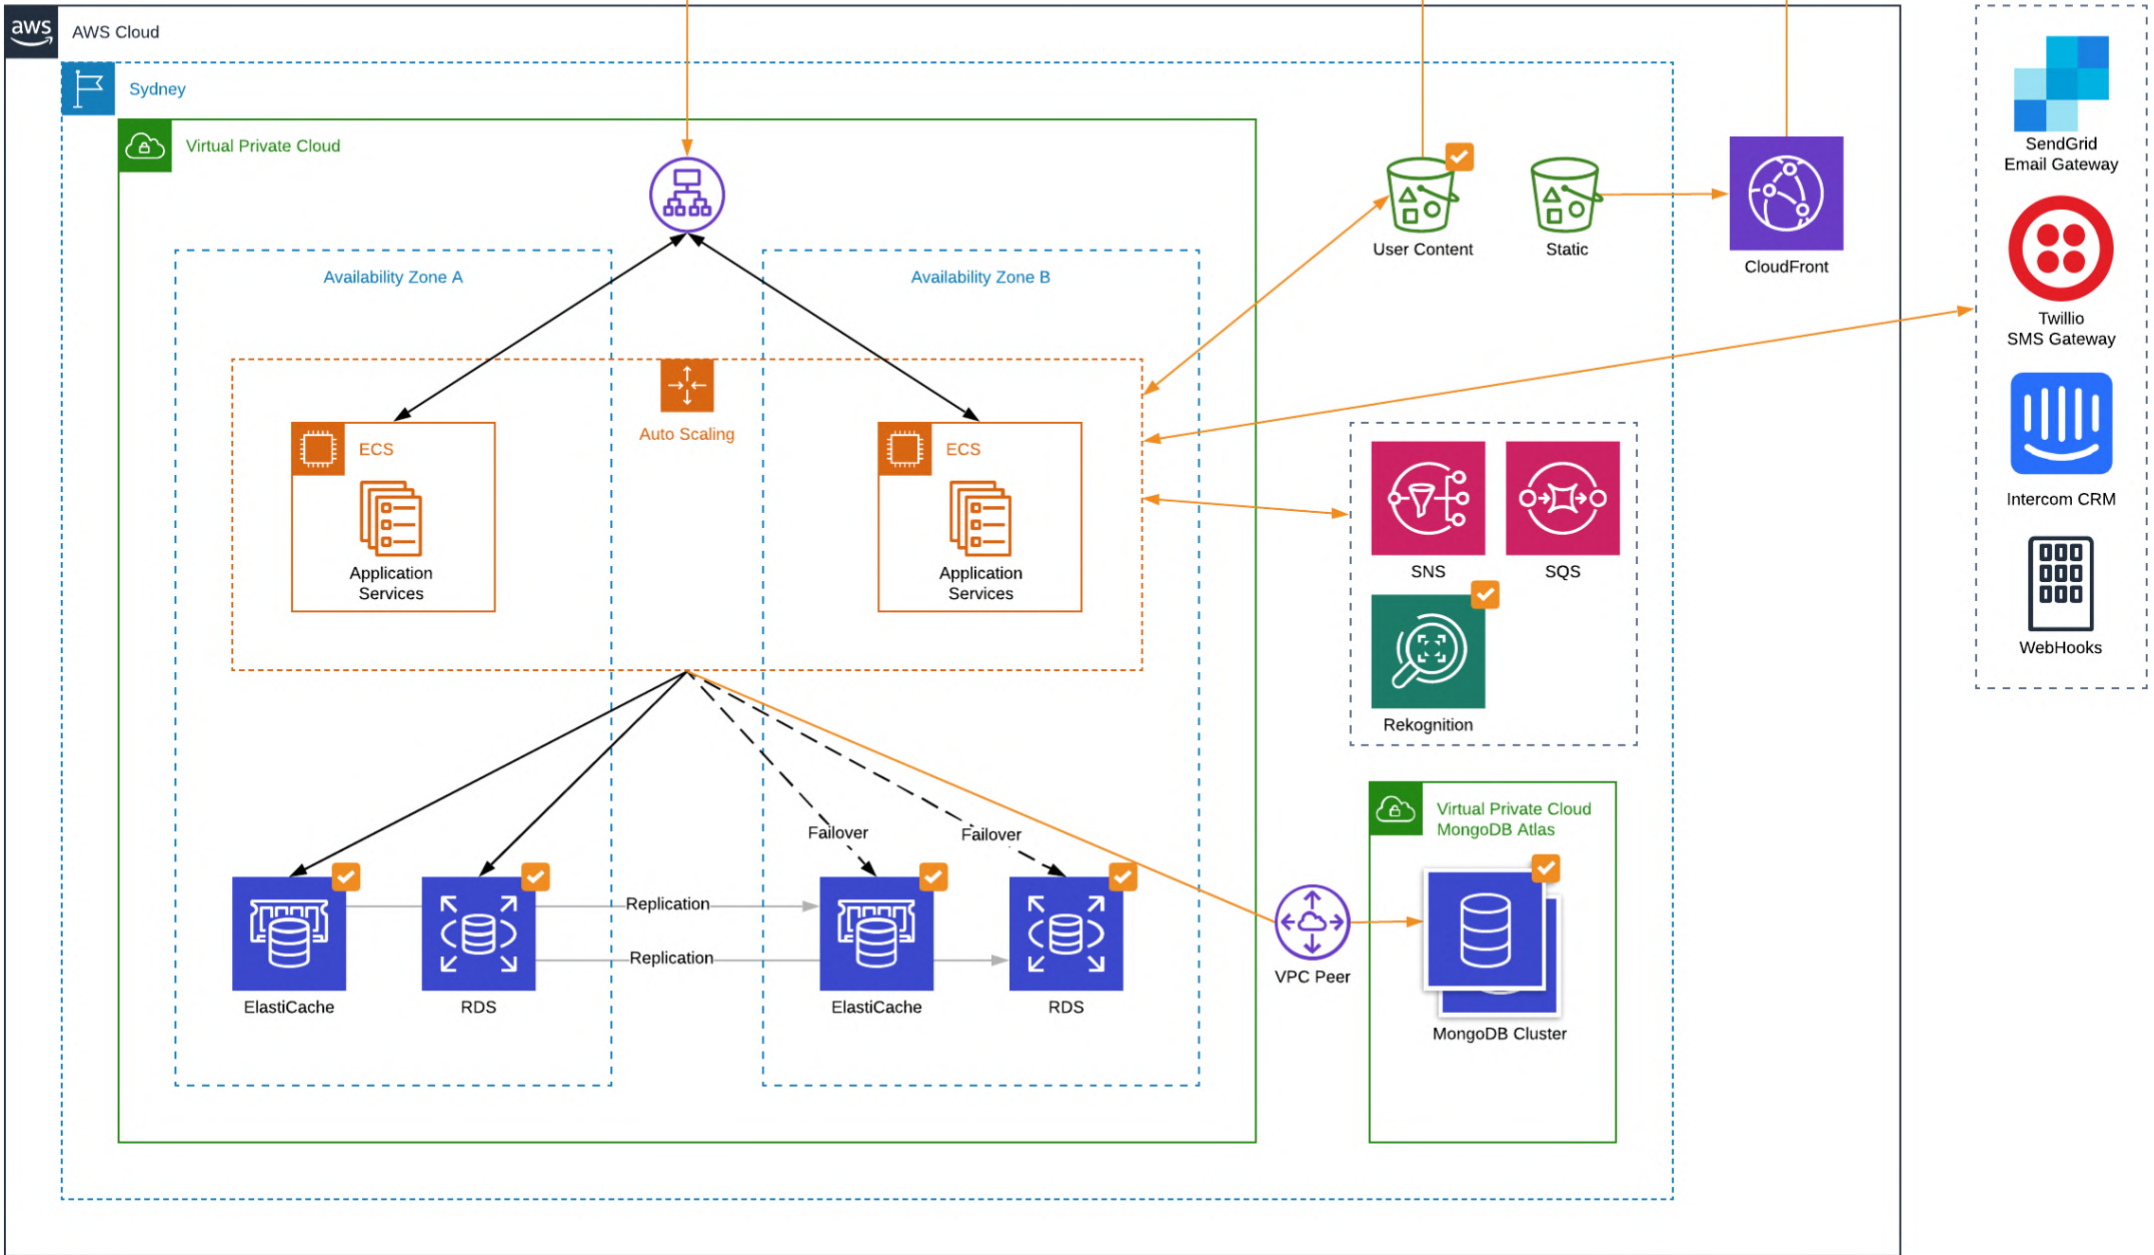 aws
AWS Cloud
Sydney
Virtual Private Cloud
Availability Zone A
Availability Zone B
Auto Scaling
ECS
Application
Services
ECS
Application
Services
Failover
Failover
Replication
Replication
ElastiCache
RDS
ElastiCache
RDS
User Content
Static
CloudFront
SNS
SQS
Rekognition
VPC Peer
Virtual Private Cloud
MongoDB Atlas
MongoDB Cluster
SendGrid
Email Gateway
Twillio
SMS Gateway
Intercom CRM
WebHooks